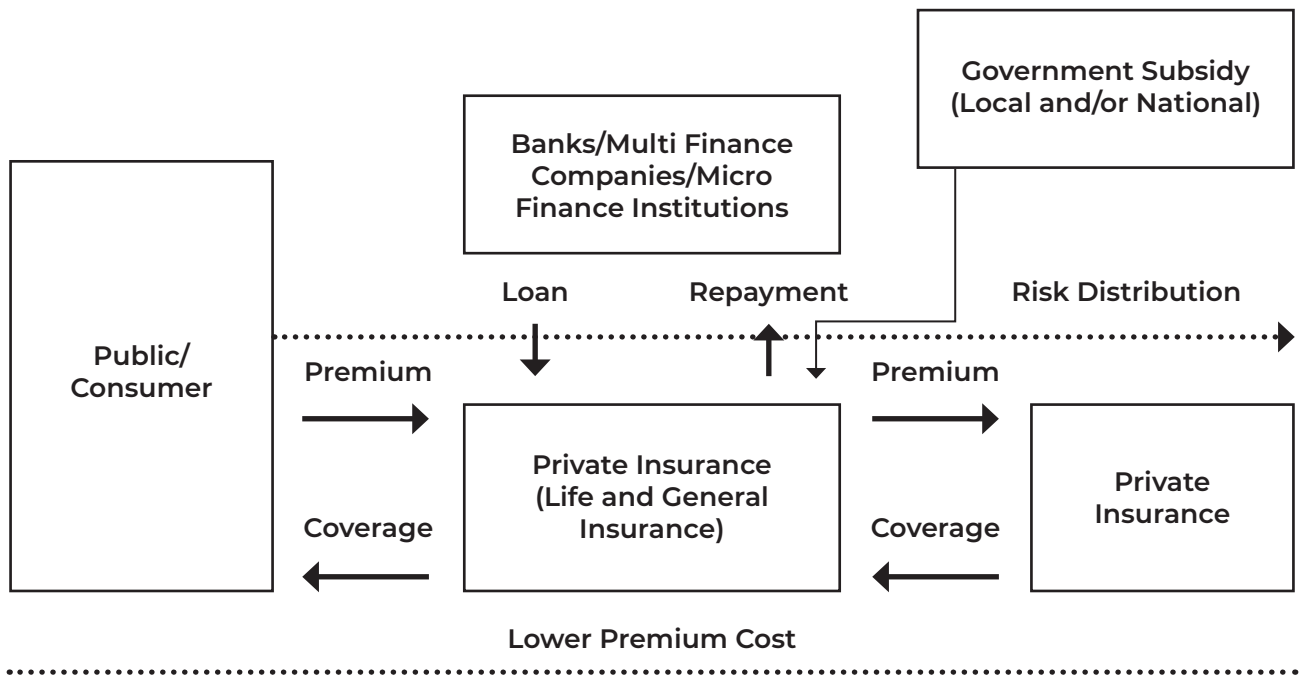 Government Subsidy
(Local and/or National)
Banks/Multi Finance
Companies/Micro
Finance Institutions
Loan
Repayment
Risk Distribution
Public/
Consumer
Premium
Premium
Private Insurance
(Life and General
Insurance)
Private
Insurance
Coverage
Coverage
Lower Premium Cost